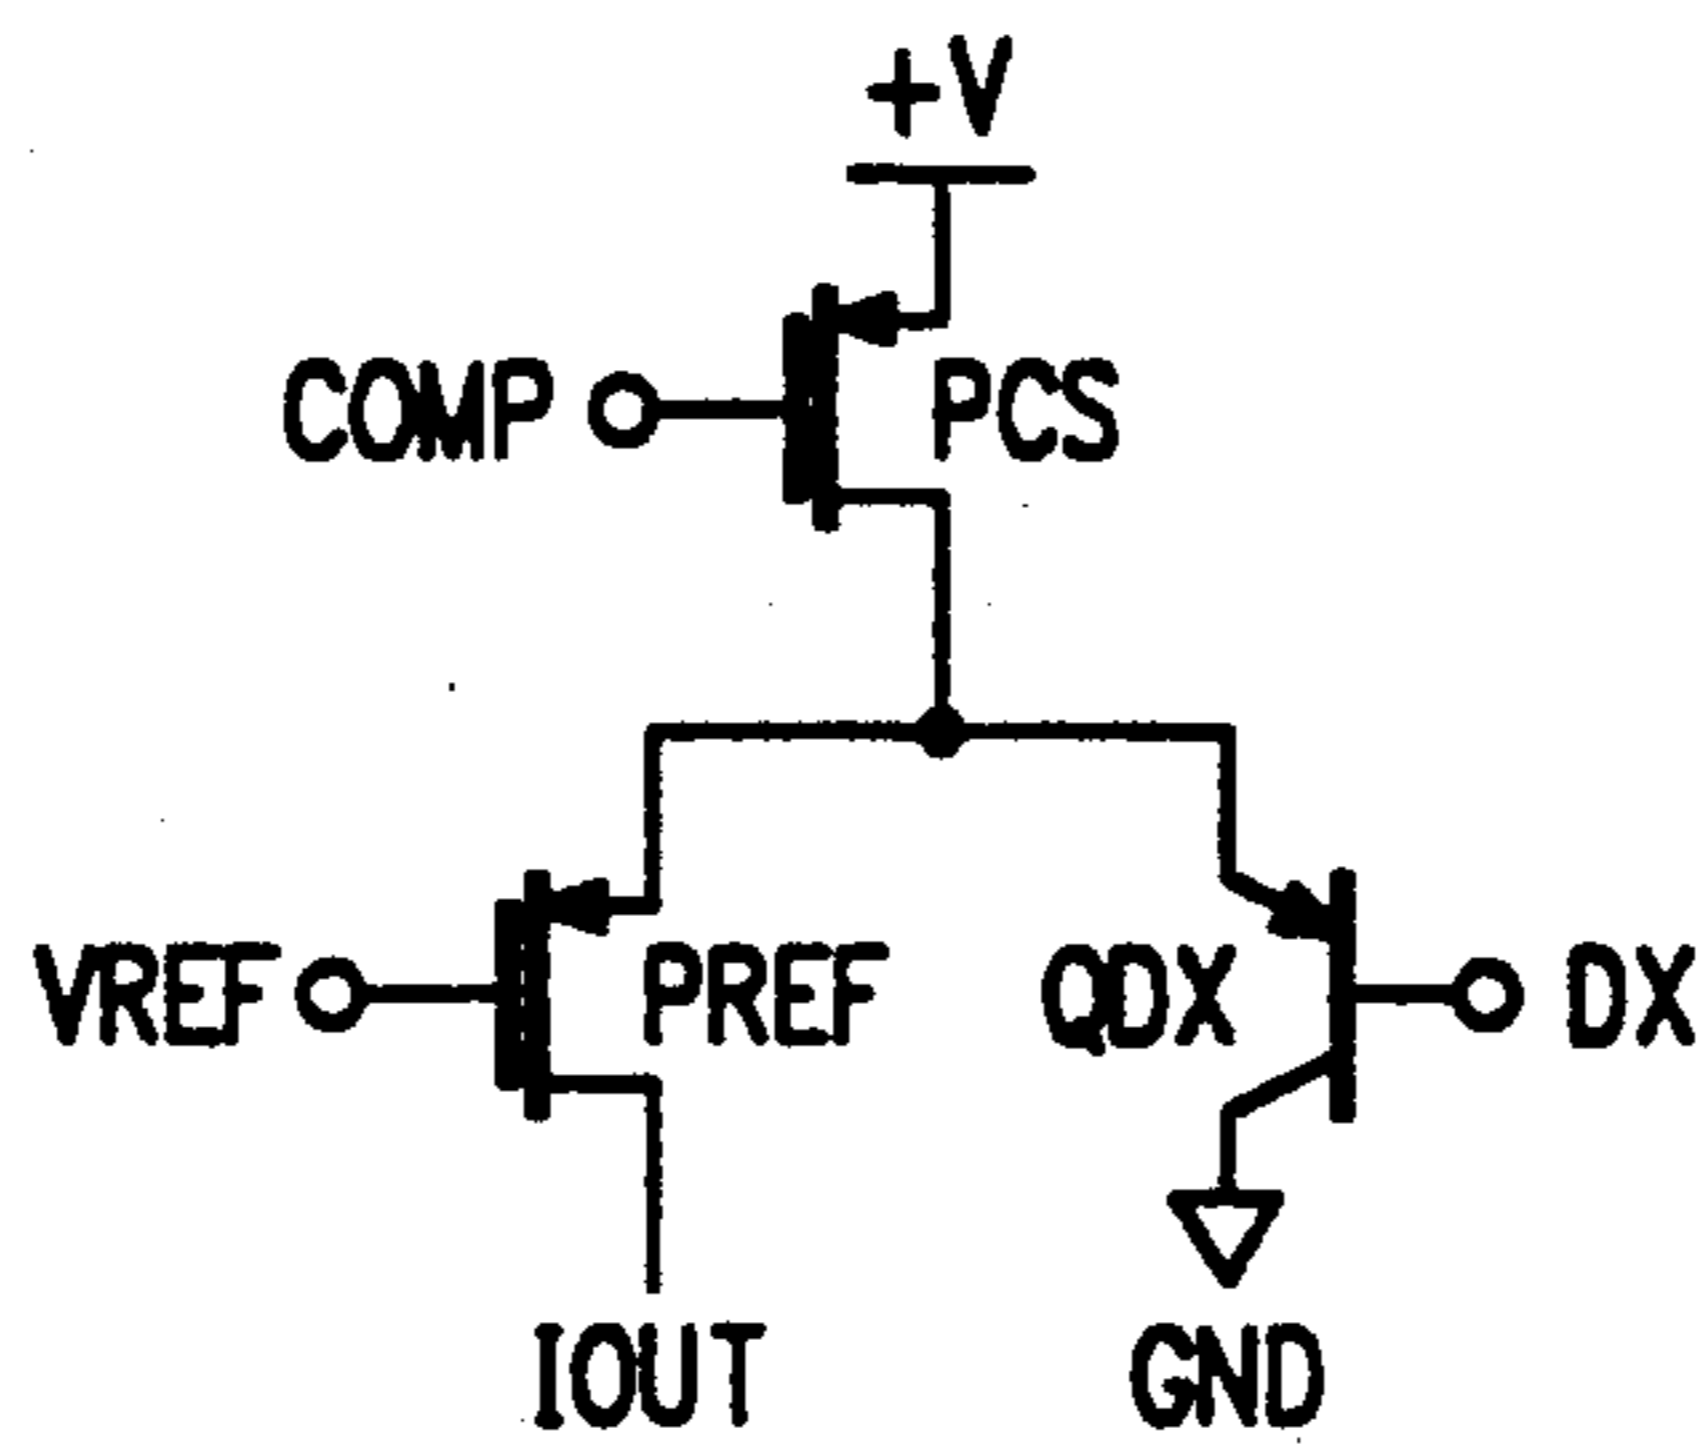 +V
COMP PCS
VREF PREF QDX DX
IOUT GND